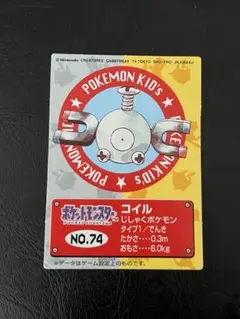 ©Nintendo CREATURES GAMEFREAK TV TOKYO SHO-PRO JR KIKAKU
POKEMON KID'S
POKEMON KID'S
ポケットモンスター
NO.74
コイル
じしゃくポケモン
タイプ1/でんき
たかさ……0.3m
おもさ……6.0kg
※データはゲーム設定上のものです。